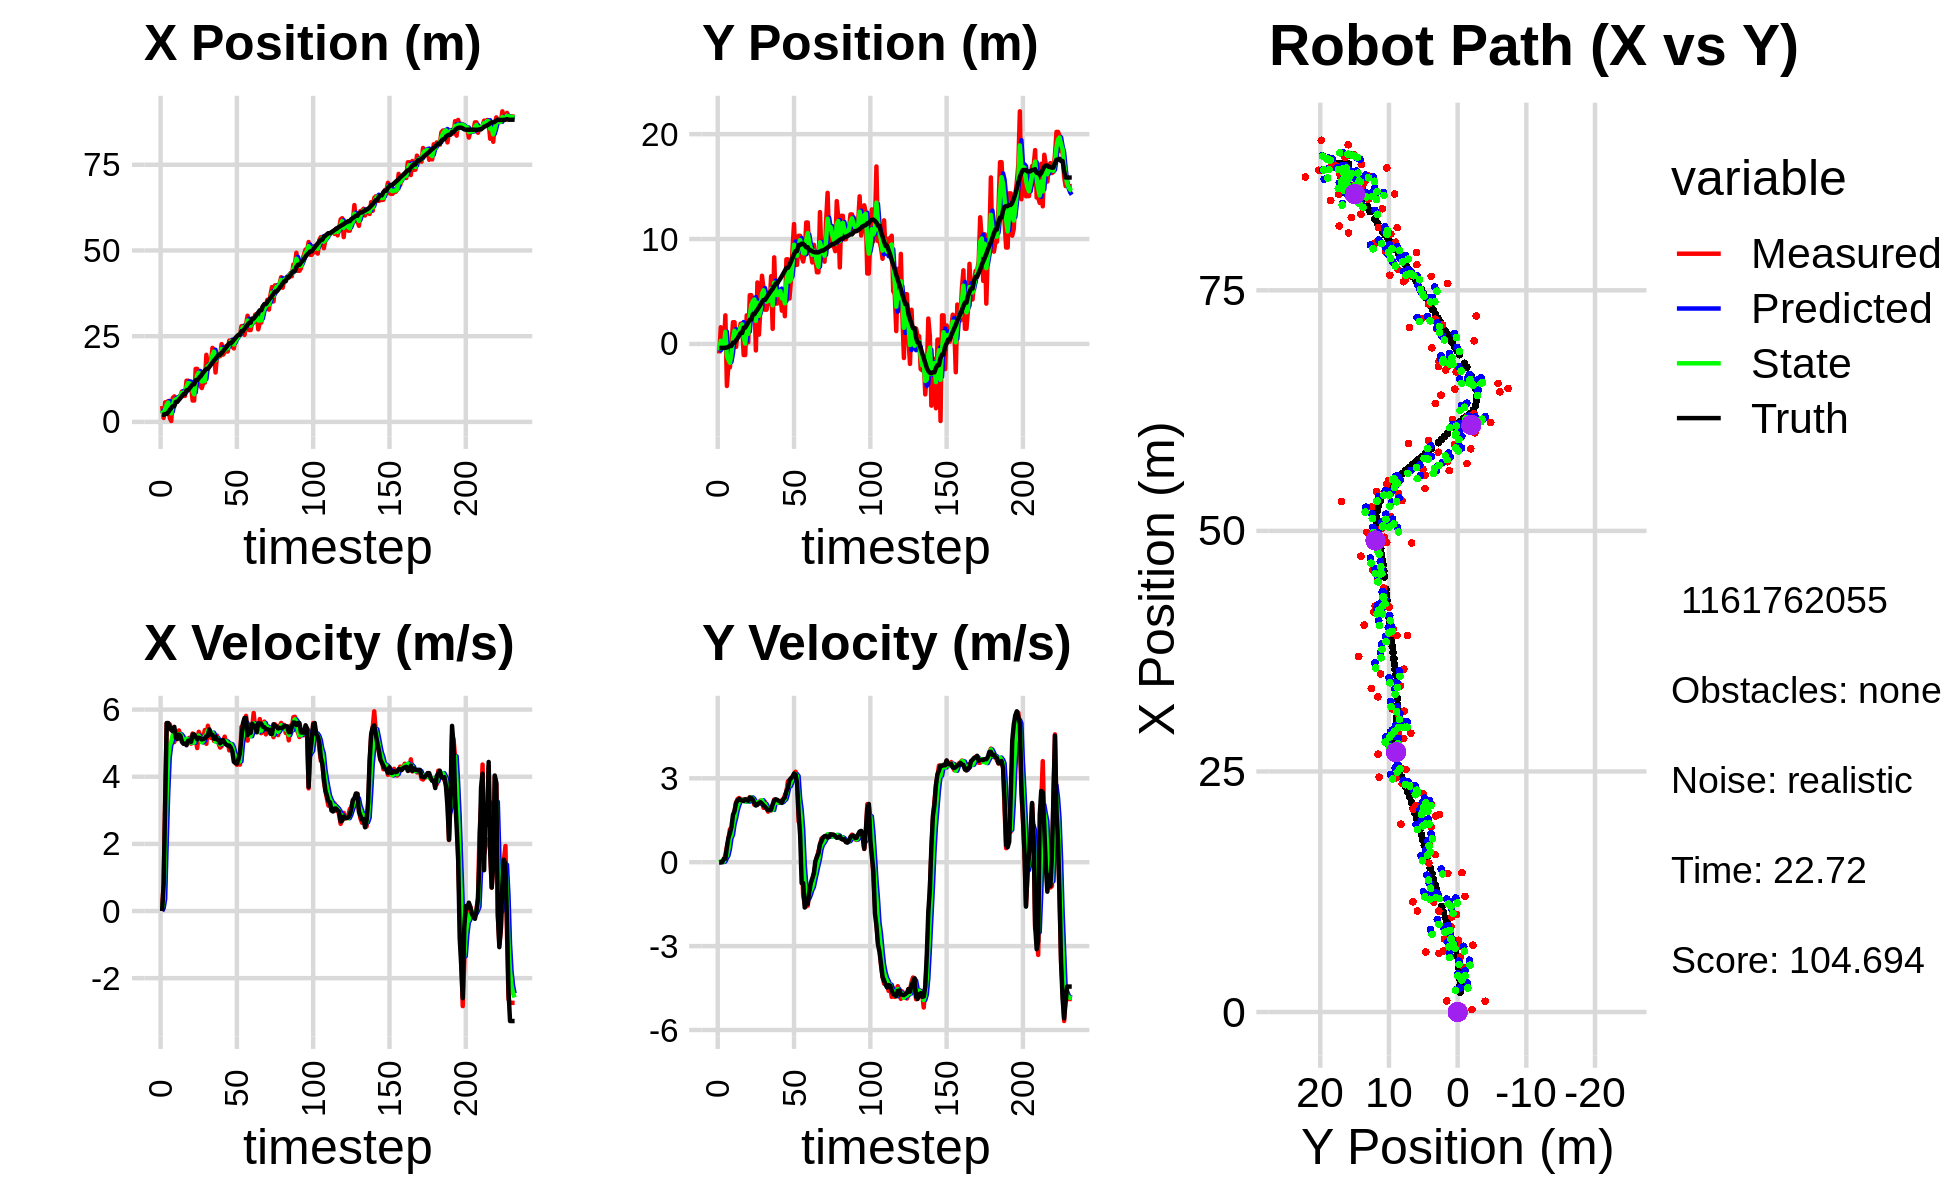 X Position (m)
75
50
25
0
0
50
100
150
200
timestep
Y Position (m)
20
10
0
0
50
100
150
200
timestep
X Velocity (m/s)
6
4
2
0
-2
0
50
100
150
200
timestep
Y Velocity (m/s)
3
0
-3
-6
0
50
100
150
200
timestep
Robot Path (X vs Y)
X Position (m)
75
50
25
0
20
10
0
-10
-20
Y Position (m)
variable
Measured
Predicted
State
Truth
1161762055
Obstacles: none
Noise: realistic
Time: 22.72
Score: 104.694